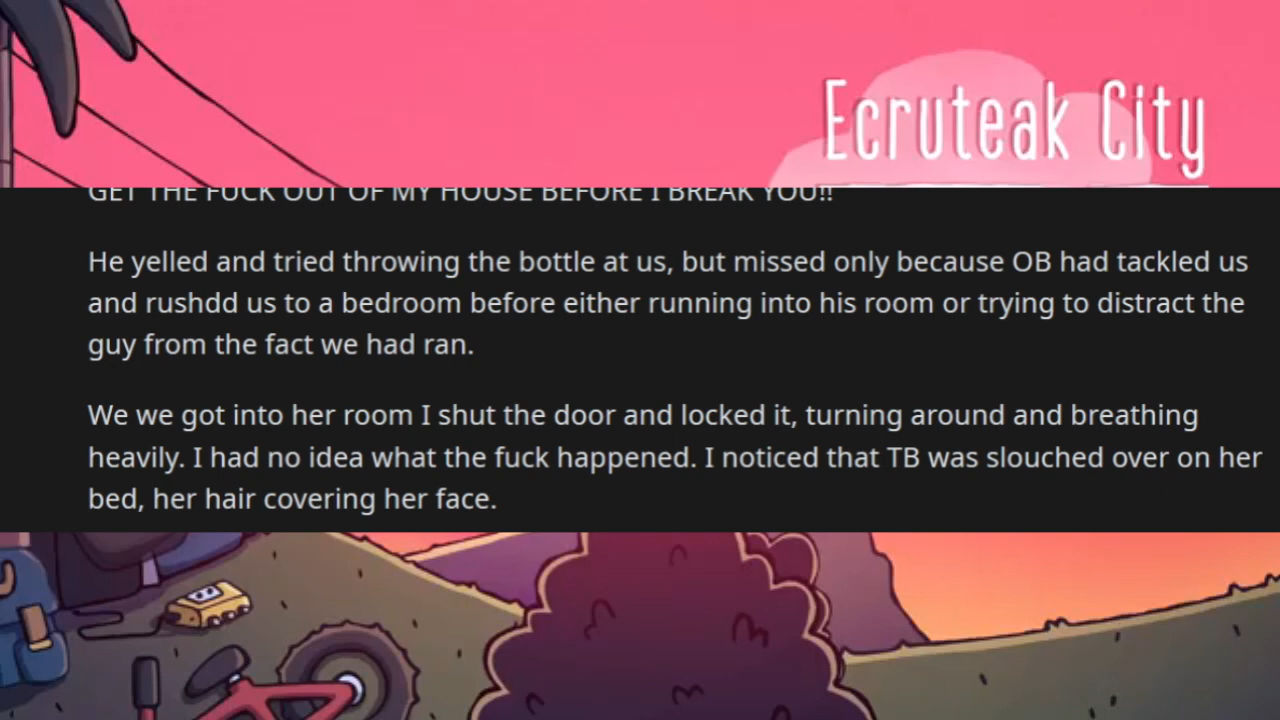 Ecruteak City
GET THE FUCK OUT OF MY HOUSE BEFORE I BREAK YOU!!
He yelled and tried throwing the bottle at us, but missed only because OB had tackled us
and rushdd us to a bedroom before either running into his room or trying to distract the
guy from the fact we had ran.
We we got into her room I shut the door and locked it, turning around and breathing
heavily. I had no idea what the fuck happened. I noticed that TB was slouched over on her
bed, her hair covering her face.